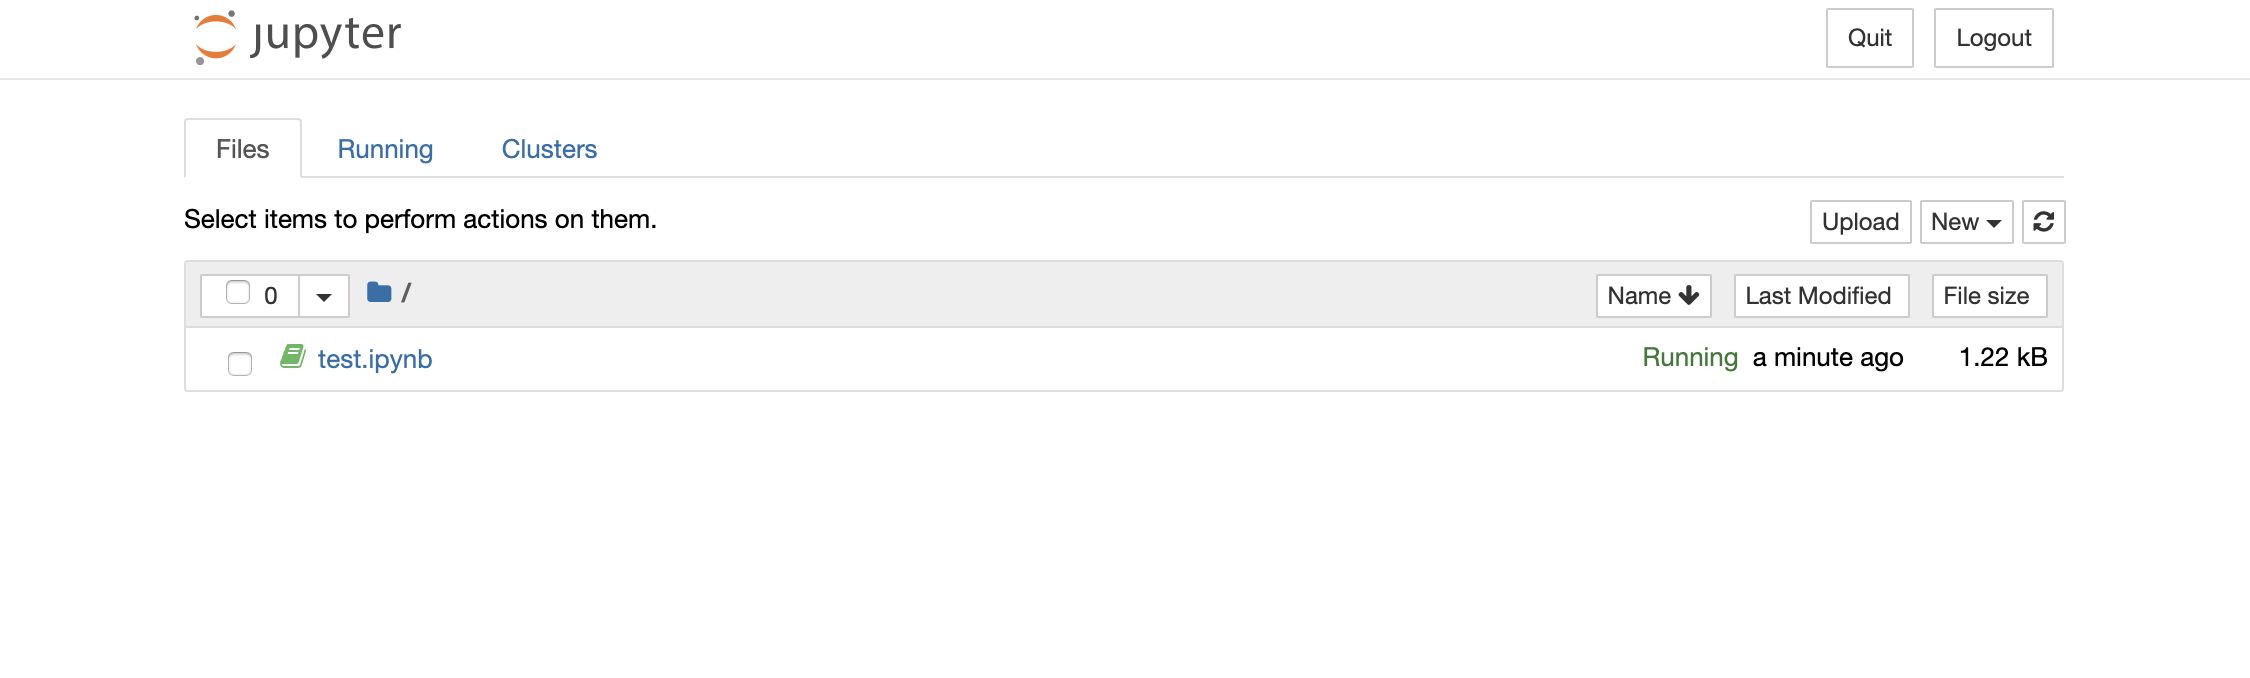 jupyter
Quit Logout
Files Running Clusters
Select items to perform actions on them.
Upload New
0 / Name Last Modified File size
test.ipynb Running a minute ago 1.22 kB